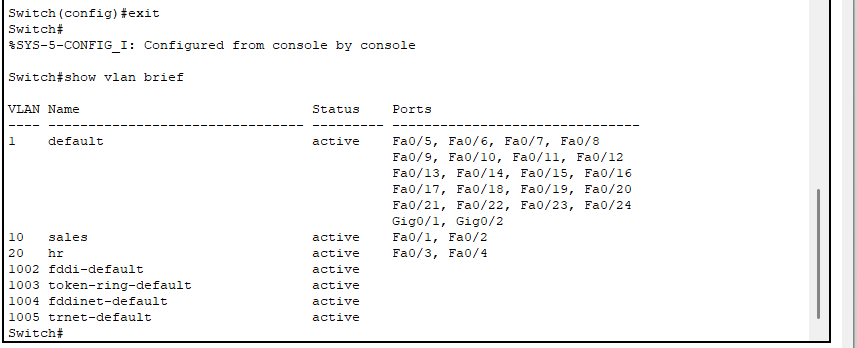 Switch(config)#exit
Switch#
%SYS-5-CONFIG_I: Configured from console by console
Switch#show vlan brief
VLAN Name                             Status    Ports
---- -------------------------------- --------- -------------------------------
1    default                          active    Fa0/5, Fa0/6, Fa0/7, Fa0/8
                                                Fa0/9, Fa0/10, Fa0/11, Fa0/12
                                                Fa0/13, Fa0/14, Fa0/15, Fa0/16
                                                Fa0/17, Fa0/18, Fa0/19, Fa0/20
                                                Fa0/21, Fa0/22, Fa0/23, Fa0/24
                                                Gig0/1, Gig0/2
10   sales                            active    Fa0/1, Fa0/2
20   hr                               active    Fa0/3, Fa0/4
1002 fddi-default                     active
1003 token-ring-default               active
1004 fddinet-default                  active
1005 trnet-default                    active
Switch#